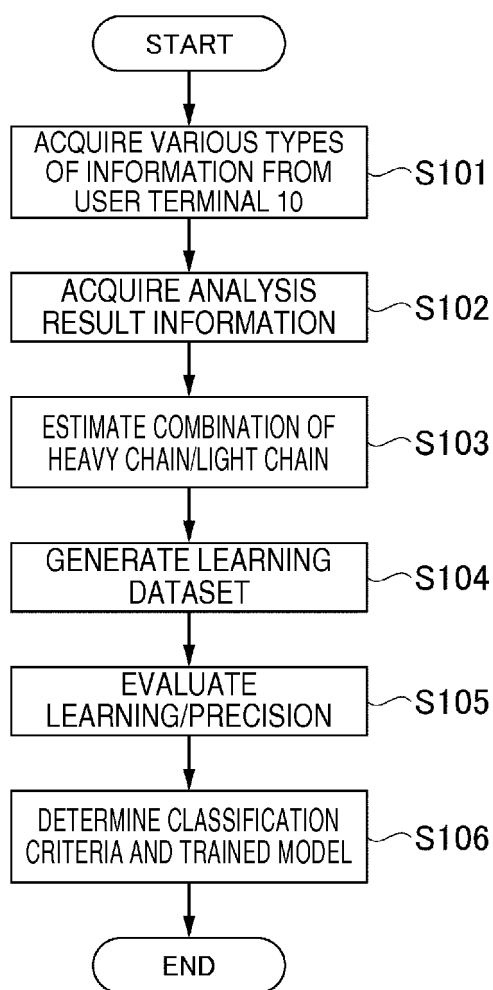 START
ACQUIRE VARIOUS TYPES
OF INFORMATION FROM
USER TERMINAL 10
S101
ACQUIRE ANALYSIS
RESULT INFORMATION
S102
ESTIMATE COMBINATION OF
HEAVY CHAIN/LIGHT CHAIN
S103
GENERATE LEARNING
DATASET
S104
EVALUATE
LEARNING/PRECISION
S105
DETERMINE CLASSIFICATION
CRITERIA AND TRAINED MODEL
S106
END